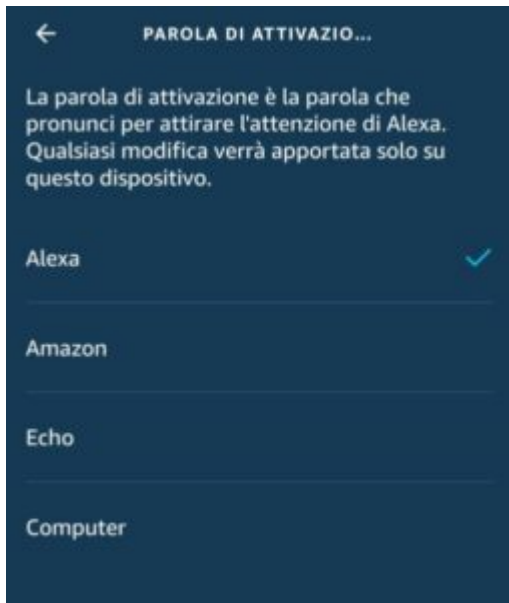 PAROLA DI ATTIVAZIO...
La parola di attivazione è la parola che
pronunci per attirare l'attenzione di Alexa.
Qualsiasi modifica verrà apportata solo su
questo dispositivo.
Alexa
Amazon
Echo
Computer